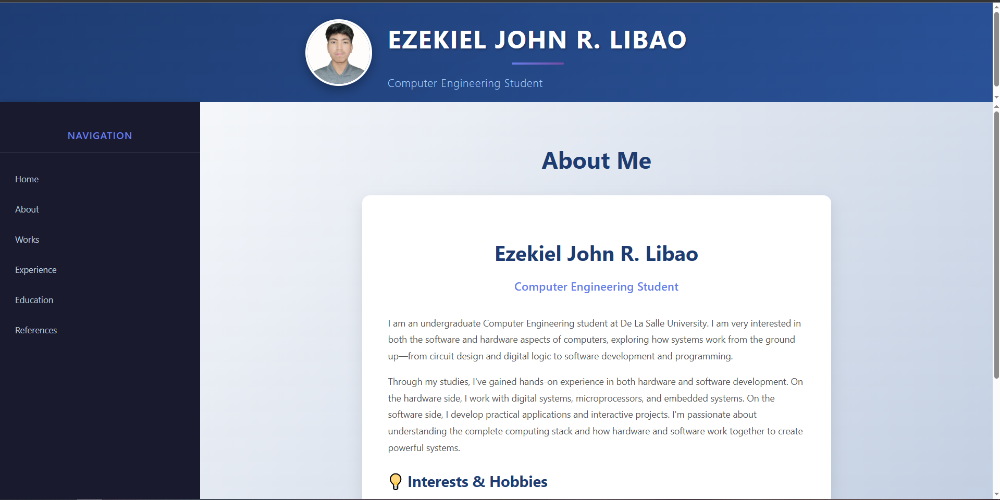 EZEKIEL JOHN R. LIBAO
Computer Engineering Student
NAVIGATION
Home
About
Works
Experience
Education
References
About Me
Ezekiel John R. Libao
Computer Engineering Student
I am an undergraduate Computer Engineering student at De La Salle University. I am very interested in
both the software and hardware aspects of computers, exploring how systems work from the ground
up—from circuit design and digital logic to software development and programming.
Through my studies, I've gained hands-on experience in both hardware and software development. On
the hardware side, I work with digital systems, microprocessors, and embedded systems. On the
software side, I develop practical applications and interactive projects. I'm passionate about
understanding the complete computing stack and how hardware and software work together to create
powerful systems.
💡 Interests & Hobbies